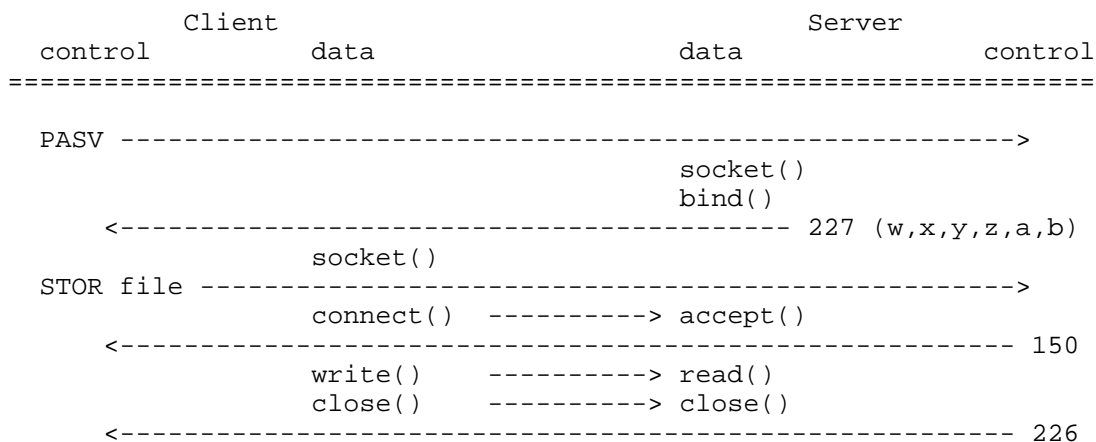 Client Server
control data data control
====================================================================
PASV -------------------------------------------------------->
socket()
bind()
<------------------------------------------ 227 (w,x,y,z,a,b)
socket()
STOR file --------------------------------------------------->
connect() ----------> accept()
<-------------------------------------------------------- 150
write() ----------> read()
close() ----------> close()
<-------------------------------------------------------- 226